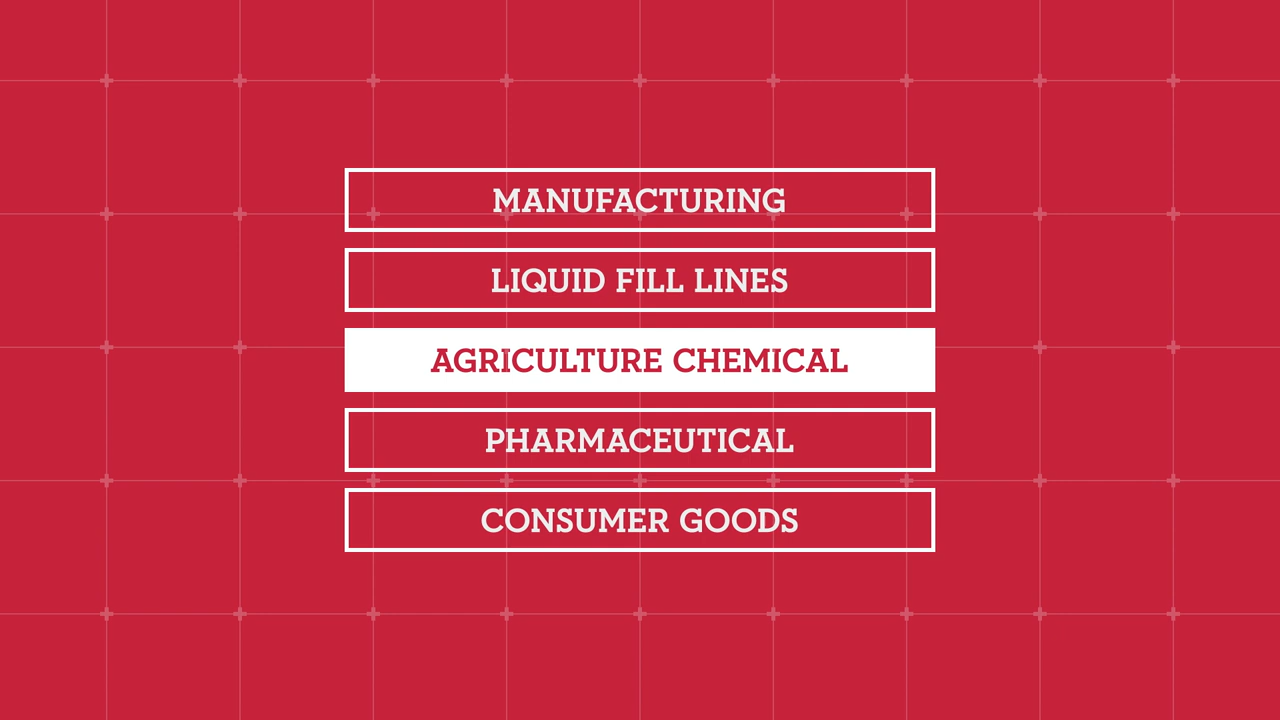 MANUFACTURING
LIQUID FILL LINES
AGRICULTURE CHEMICAL
PHARMACEUTICAL
CONSUMER GOODS